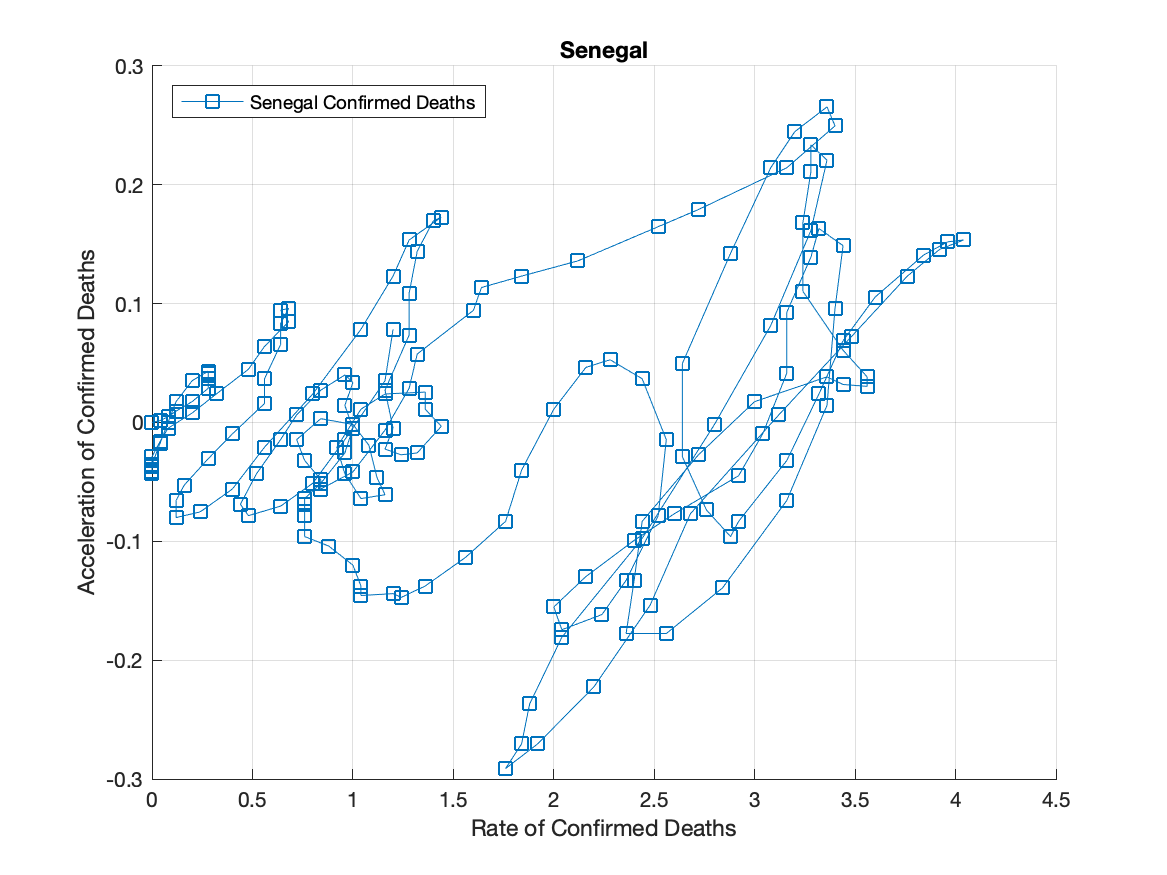 Senegal
Senegal Confirmed Deaths
Acceleration of Confirmed Deaths
0.3
0.2
0.1
0
-0.1
-0.2
-0.3
0 0.5 1 1.5 2 2.5 3 3.5 4 4.5
Rate of Confirmed Deaths